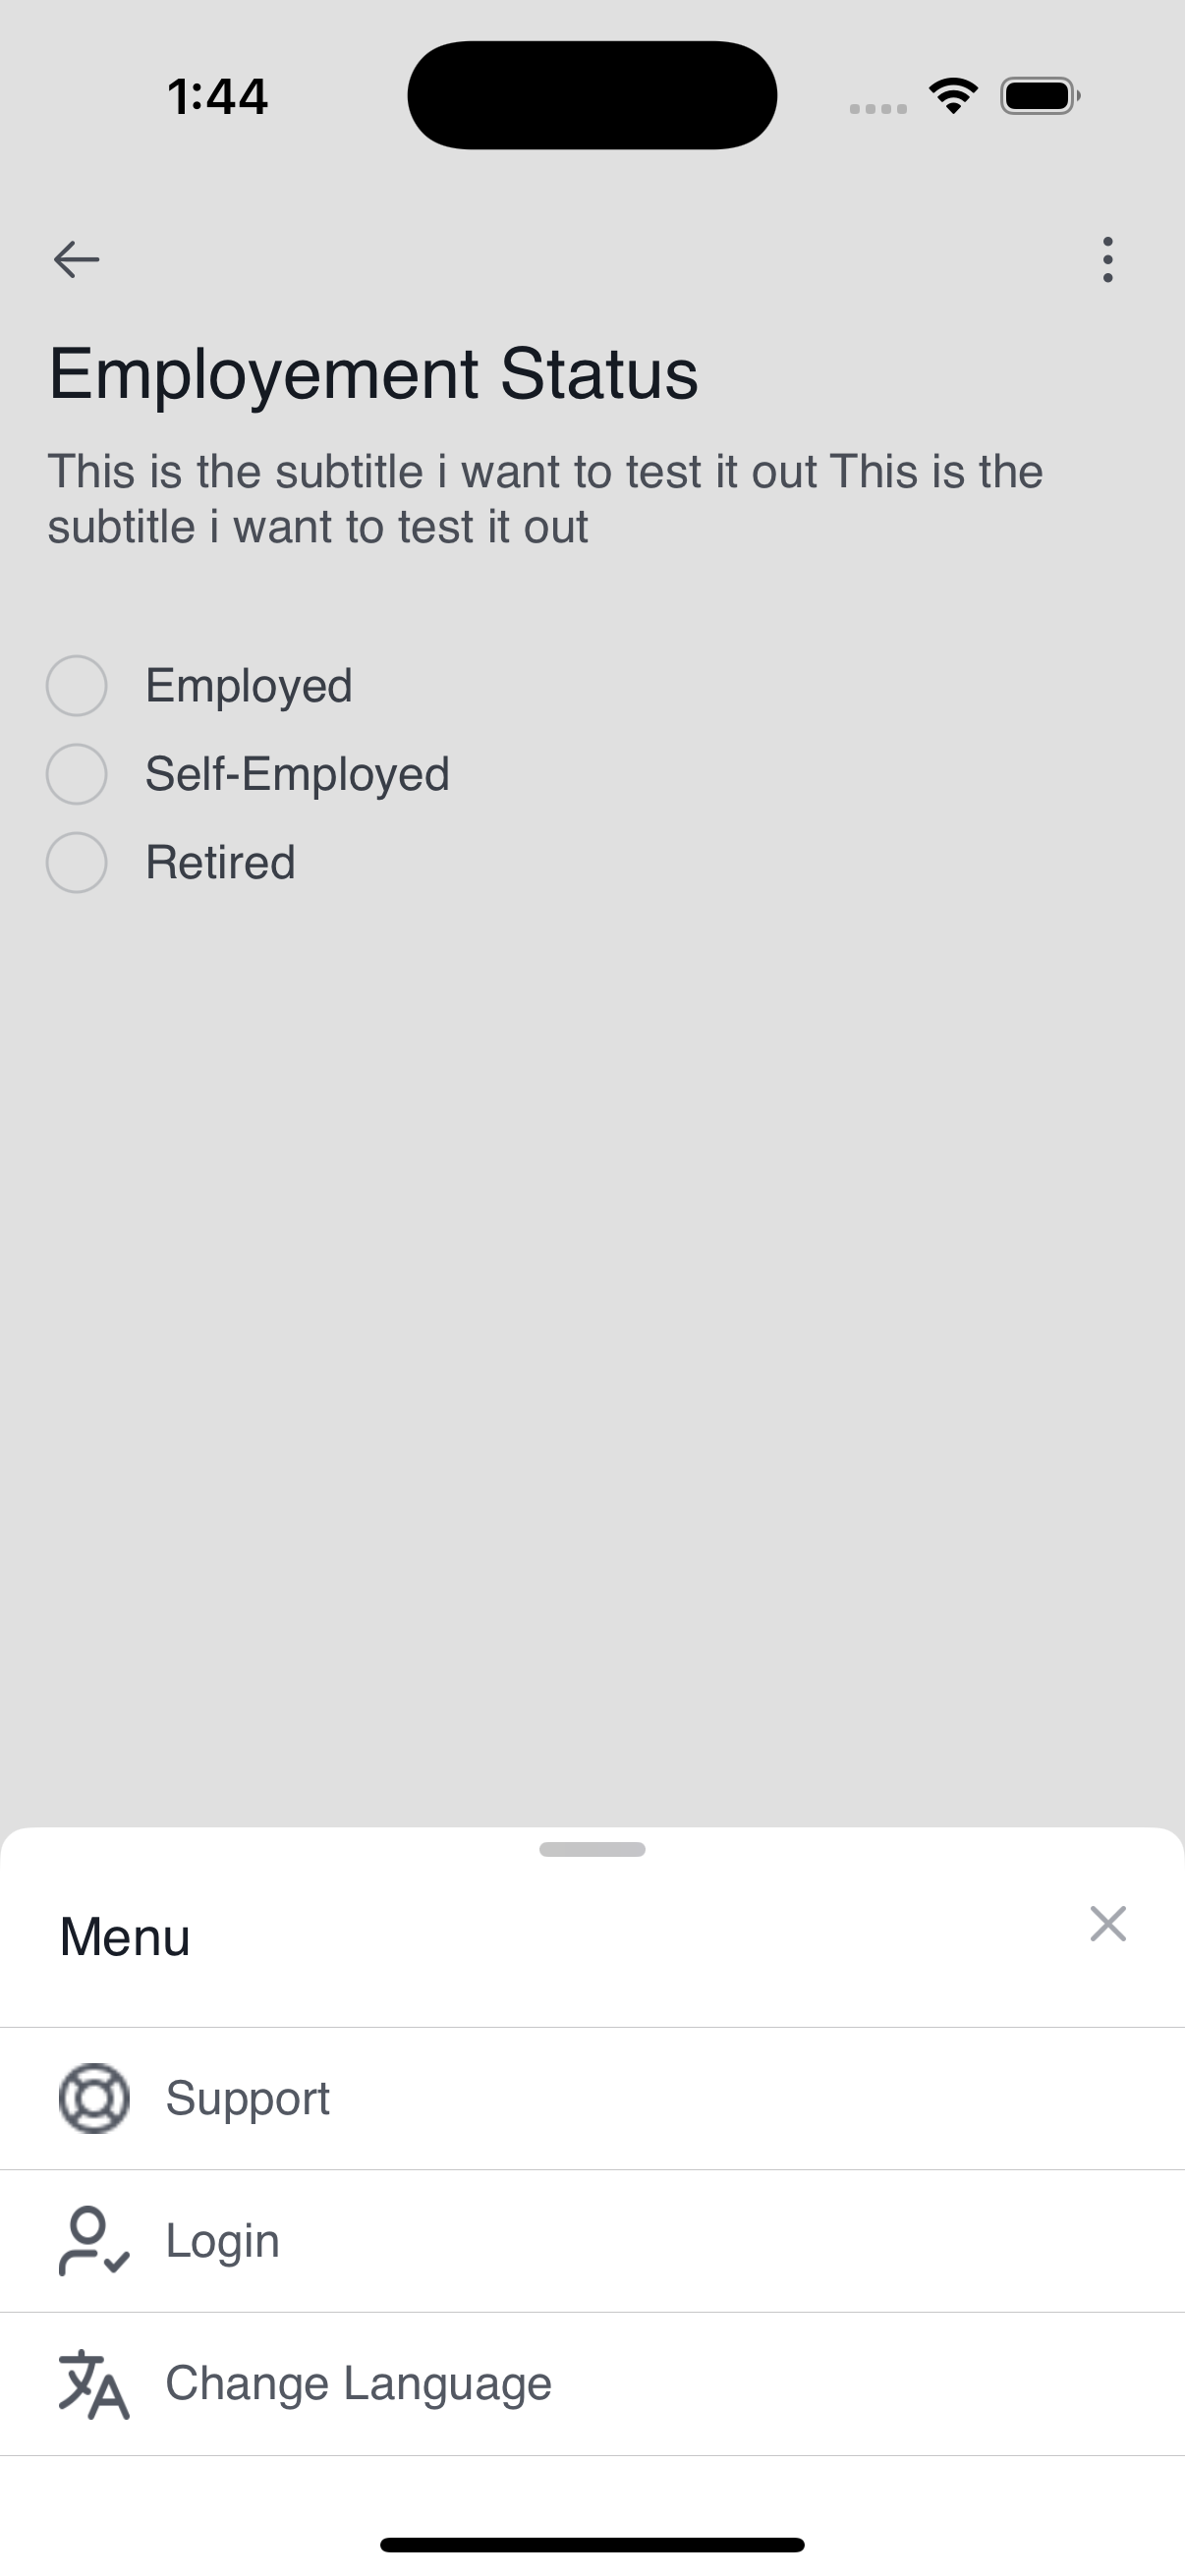 1:44
Employement Status
This is the subtitle i want to test it out This is the
subtitle i want to test it out
Employed
Self-Employed
Retired
Menu
Support
Login
Change Language